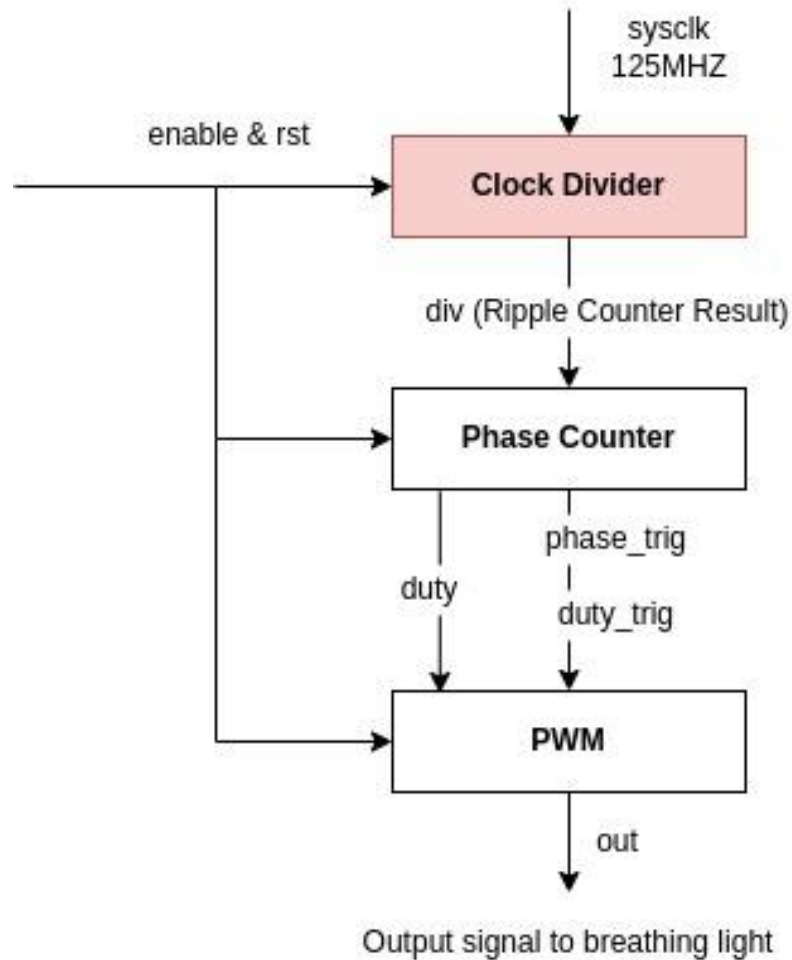 sysclk
125MHZ
enable & rst
Clock Divider
div (Ripple Counter Result)
Phase Counter
phase_trig
duty
duty_trig
PWM
out
Output signal to breathing light